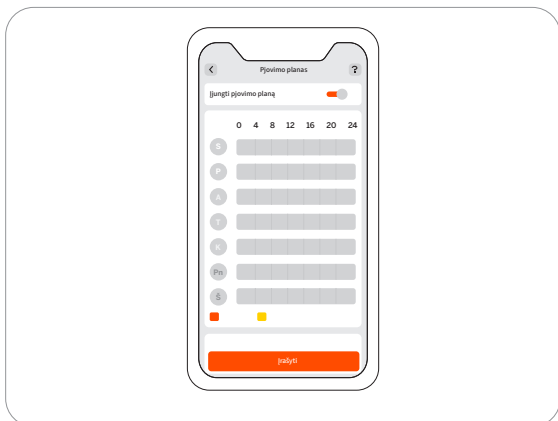 Pjovimo planas
?
Įjungti pjovimo planą
0 4 8 12 16 20 24
S
P
A
T
K
Pn
Š
Įrašyti